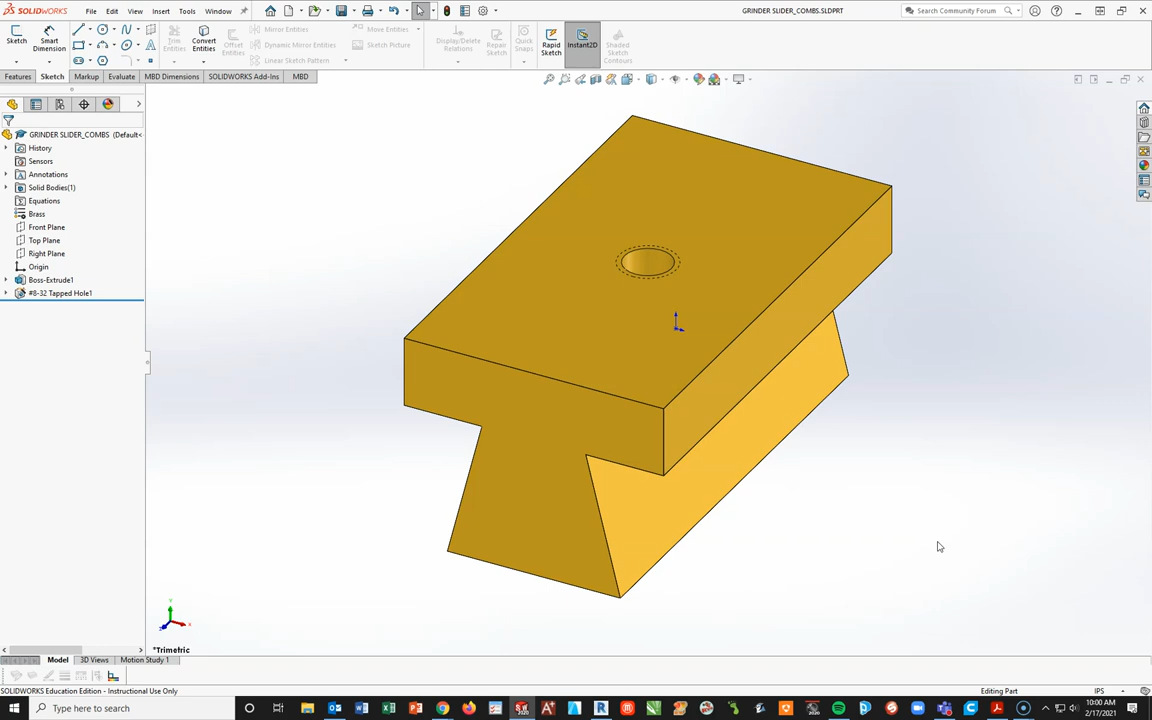 SOLIDWORKS File Edit View Insert Tools Window GRINDER SLIDER_COMBS.SLDPRT Search Community Forum
Sketch Smart Dimension Trim Entities Convert Entities Offset Entities Mirror Entities Move Entities Display/Delete Relations Repair Sketch Quick Snaps Rapid Sketch Instant2D Shaded Sketch Contours
Dynamic Mirror Entities Sketch Picture
Linear Sketch Pattern
Features Sketch Markup Evaluate MBD Dimensions SOLIDWORKS Add-Ins MBD
GRINDER SLIDER_COMBS (Default<
History
Sensors
Annotations
Solid Bodies(1)
Equations
Brass
Front Plane
Top Plane
Right Plane
Origin
Boss-Extrude1
#8-32 Tapped Hole1
*Trimetric
Model 3D Views Motion Study 1
SOLIDWORKS Education Edition - Instructional Use Only Editing Part IPS
Type here to search 10:00 AM
2/17/2021